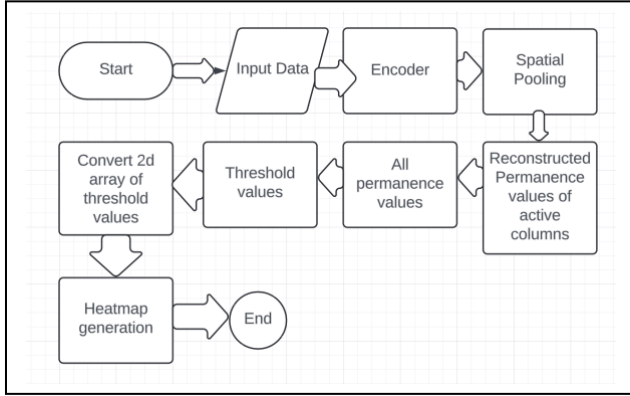 Start
Input Data
Encoder
Spatial
Pooling
Reconstructed
Permanence
values of
active
columns
All
permanence
values
Threshold
values
Convert 2d
array of
threshold
values
Heatmap
generation
End